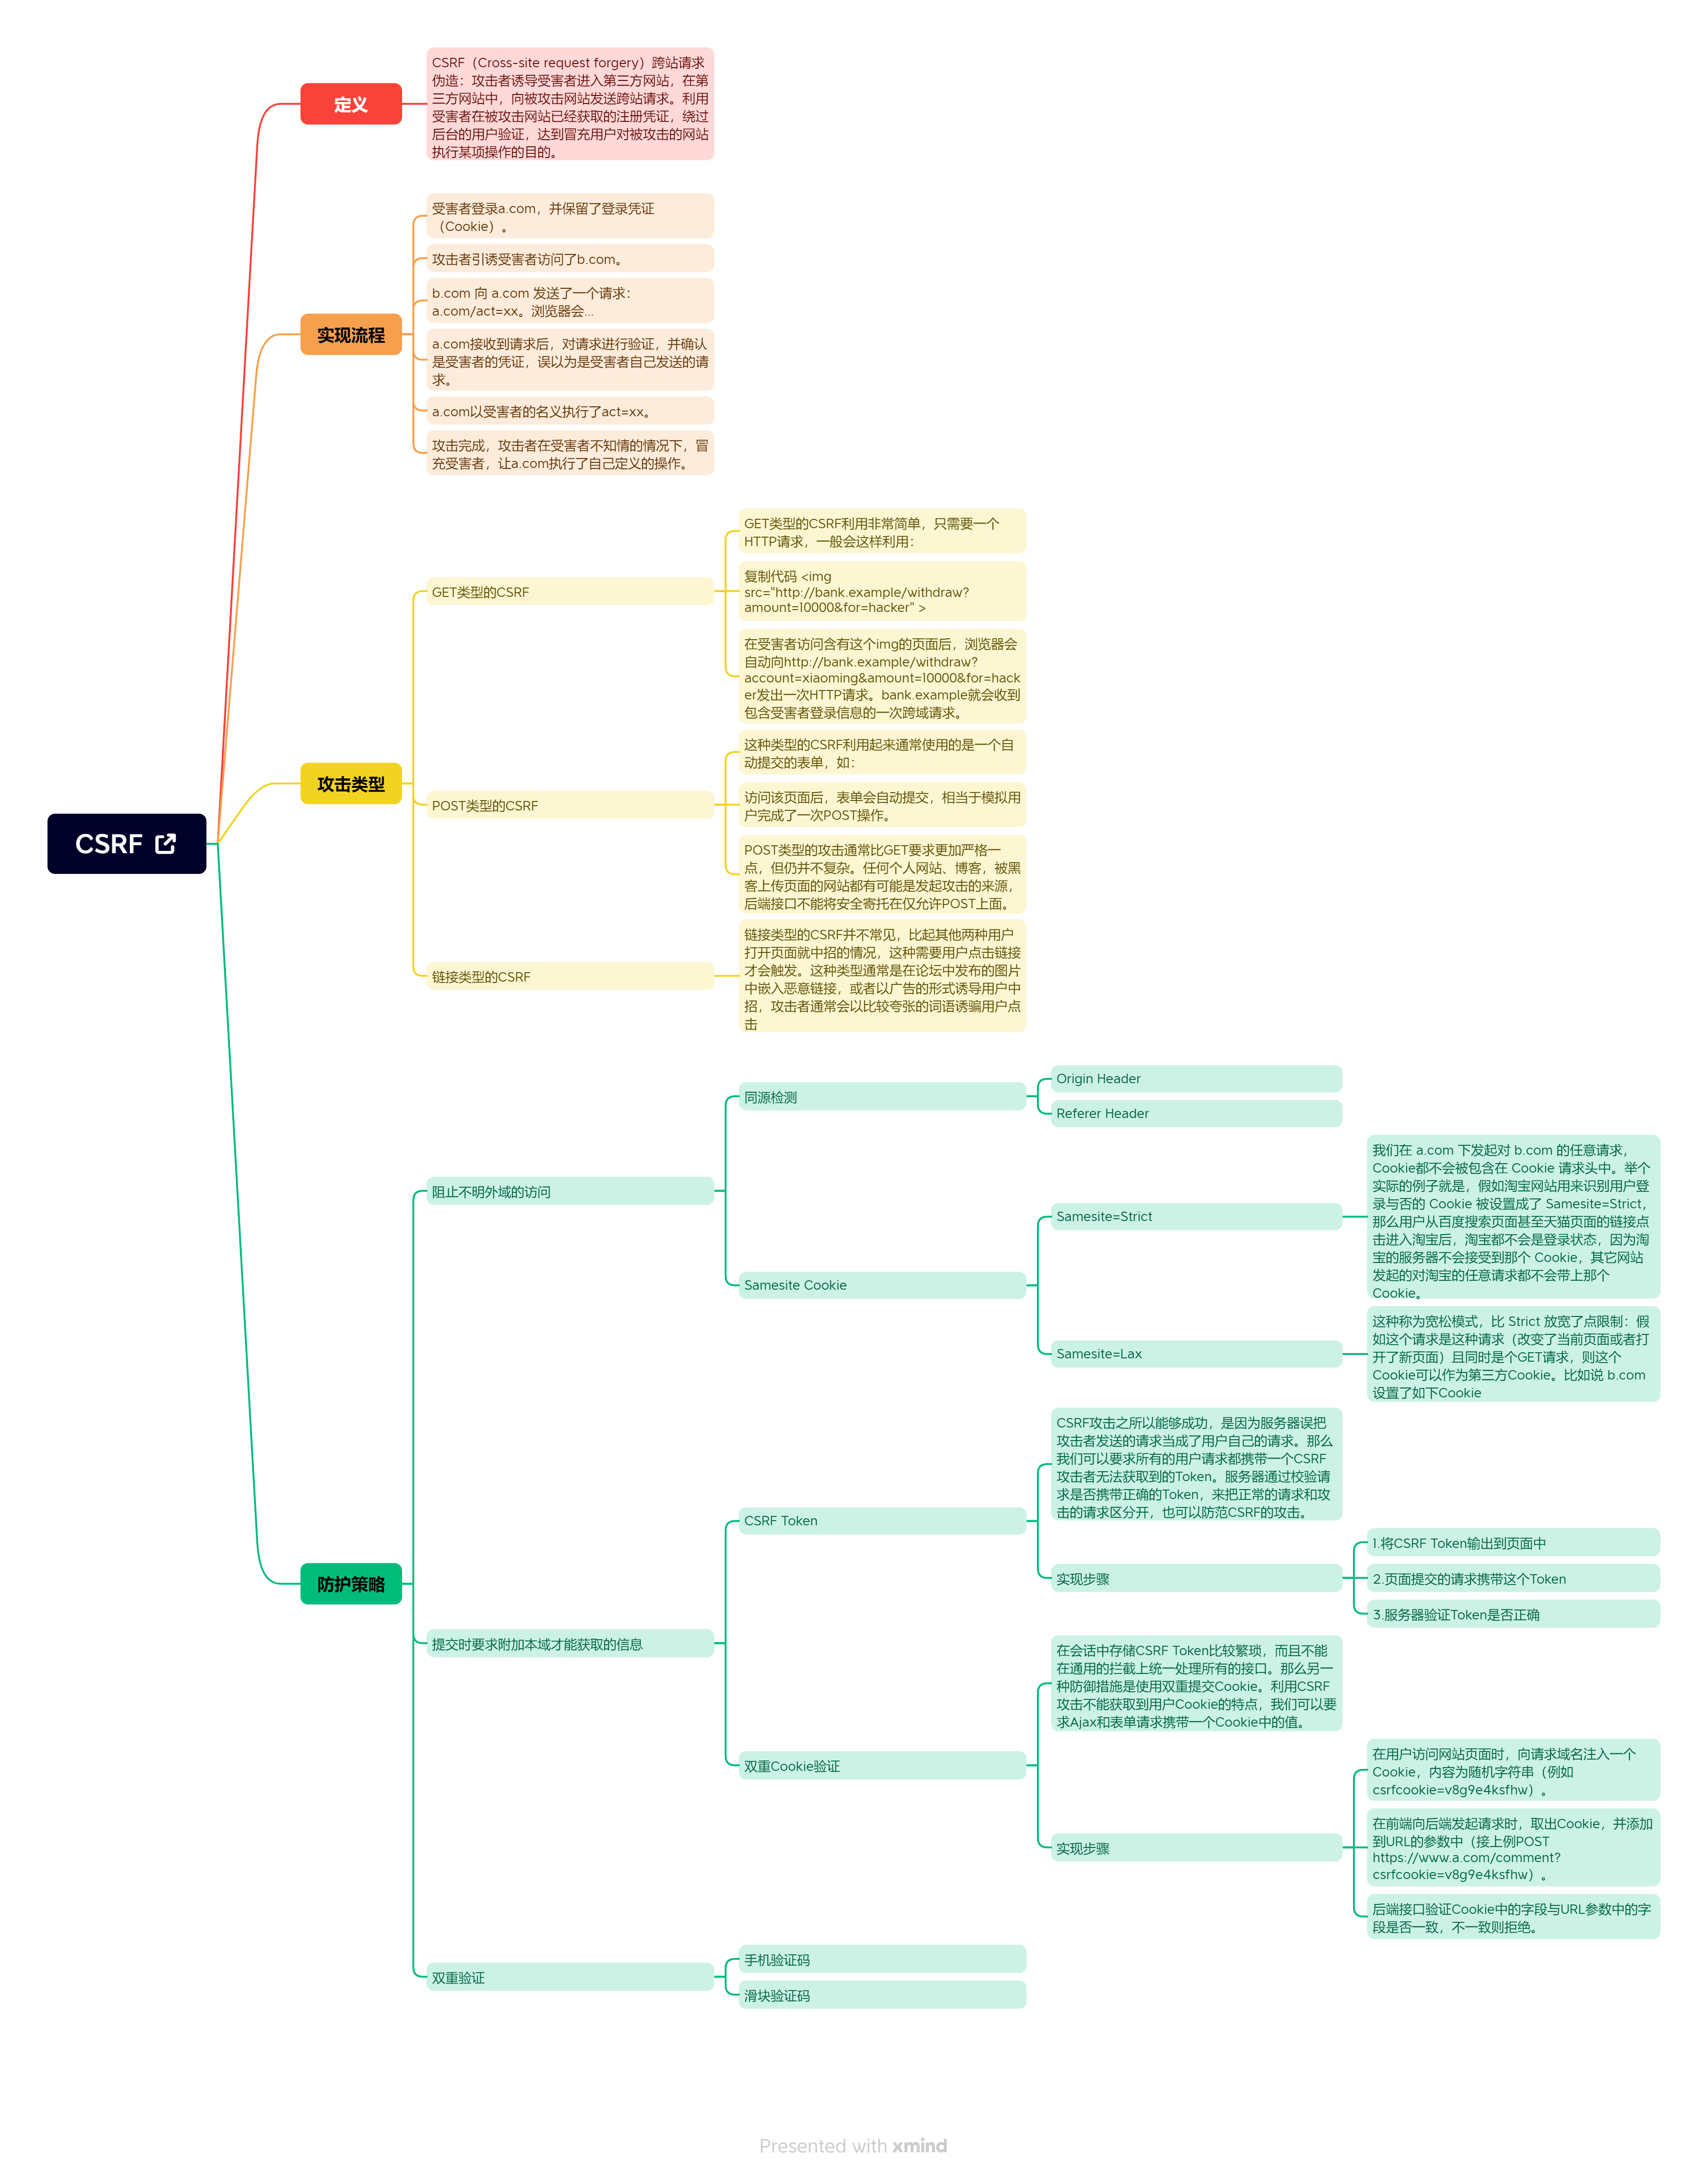 CSRF
定义
CSRF（Cross-site request forgery）跨站请求
伪造：攻击者诱导受害者进入第三方网站，在第
三方网站中，向被攻击网站发送跨站请求。利用
受害者在被攻击网站已经获取的注册凭证，绕过
后台的用户验证，达到冒充用户对被攻击的网站
执行某项操作的目的。
实现流程
受害者登录a.com，并保留了登录凭证
（Cookie）。
攻击者引诱受害者访问了b.com。
b.com 向 a.com 发送了一个请求：
a.com/act=xx。浏览器会...
a.com接收到请求后，对请求进行验证，并确认
是受害者的凭证，误以为是受害者自己发送的请
求。
a.com以受害者的名义执行了act=xx。
攻击完成，攻击者在受害者不知情的情况下，冒
充受害者，让a.com执行了自己定义的操作。
攻击类型
GET类型的CSRF
GET类型的CSRF利用非常简单，只需要一个
HTTP请求，一般会这样利用：
复制代码 <img
src="http://bank.example/withdraw?
amount=10000&for=hacker" >
在受害者访问含有这个img的页面后，浏览器会
自动向http://bank.example/withdraw?
account=xiaoming&amount=10000&for=hack
er发出一次HTTP请求。bank.example就会收到
包含受害者登录信息的一次跨域请求。
POST类型的CSRF
这种类型的CSRF利用起来通常使用的是一个自
动提交的表单，如：
访问该页面后，表单会自动提交，相当于模拟用
户完成了一次POST操作。
POST类型的攻击通常比GET要求更加严格一
点，但仍并不复杂。任何个人网站、博客，被黑
客上传页面的网站都有可能是发起攻击的来源，
后端接口不能将安全寄托在仅允许POST上面。
链接类型的CSRF
链接类型的CSRF并不常见，比起其他两种用户
打开页面就中招的情况，这种需要用户点击链接
才会触发。这种类型通常是在论坛中发布的图片
中嵌入恶意链接，或者以广告的形式诱导用户中
招，攻击者通常会以比较夸张的词语诱骗用户点
击
防护策略
阻止不明外域的访问
同源检测
Origin Header
Referer Header
Samesite Cookie
Samesite=Strict
我们在 a.com 下发起对 b.com 的任意请求，
Cookie都不会被包含在 Cookie 请求头中。举个
实际的例子就是，假如淘宝网站用来识别用户登
录与否的 Cookie 被设置成了 Samesite=Strict，
那么用户从百度搜索页面甚至天猫页面的链接点
击进入淘宝后，淘宝都不会是登录状态，因为淘
宝的服务器不会接受到那个 Cookie，其它网站
发起的对淘宝的任意请求都不会带上那个
Cookie。
Samesite=Lax
这种称为宽松模式，比 Strict 放宽了点限制：假
如这个请求是这种请求（改变了当前页面或者打
开了新页面）且同时是个GET请求，则这个
Cookie可以作为第三方Cookie。比如说 b.com
设置了如下Cookie
提交时要求附加本域才能获取的信息
CSRF Token
CSRF攻击之所以能够成功，是因为服务器误把
攻击者发送的请求当成了用户自己的请求。那么
我们可以要求所有的用户请求都携带一个CSRF
攻击者无法获取到的Token。服务器通过校验请
求是否携带正确的Token，来把正常的请求和攻
击的请求区分开，也可以防范CSRF的攻击。
实现步骤
1.将CSRF Token输出到页面中
2.页面提交的请求携带这个Token
3.服务器验证Token是否正确
双重Cookie验证
在会话中存储CSRF Token比较繁琐，而且不能
在通用的拦截上统一处理所有的接口。那么另一
种防御措施是使用双重提交Cookie。利用CSRF
攻击不能获取到用户Cookie的特点，我们可以要
求Ajax和表单请求携带一个Cookie中的值。
实现步骤
在用户访问网站页面时，向请求域名注入一个
Cookie，内容为随机字符串（例如
csrfcookie=v8g9e4ksfhw）。
在前端向后端发起请求时，取出Cookie，并添加
到URL的参数中（接上例POST
https://www.a.com/comment?
csrfcookie=v8g9e4ksfhw）。
后端接口验证Cookie中的字段与URL参数中的字
段是否一致，不一致则拒绝。
双重验证
手机验证码
滑块验证码
Presented with xmind